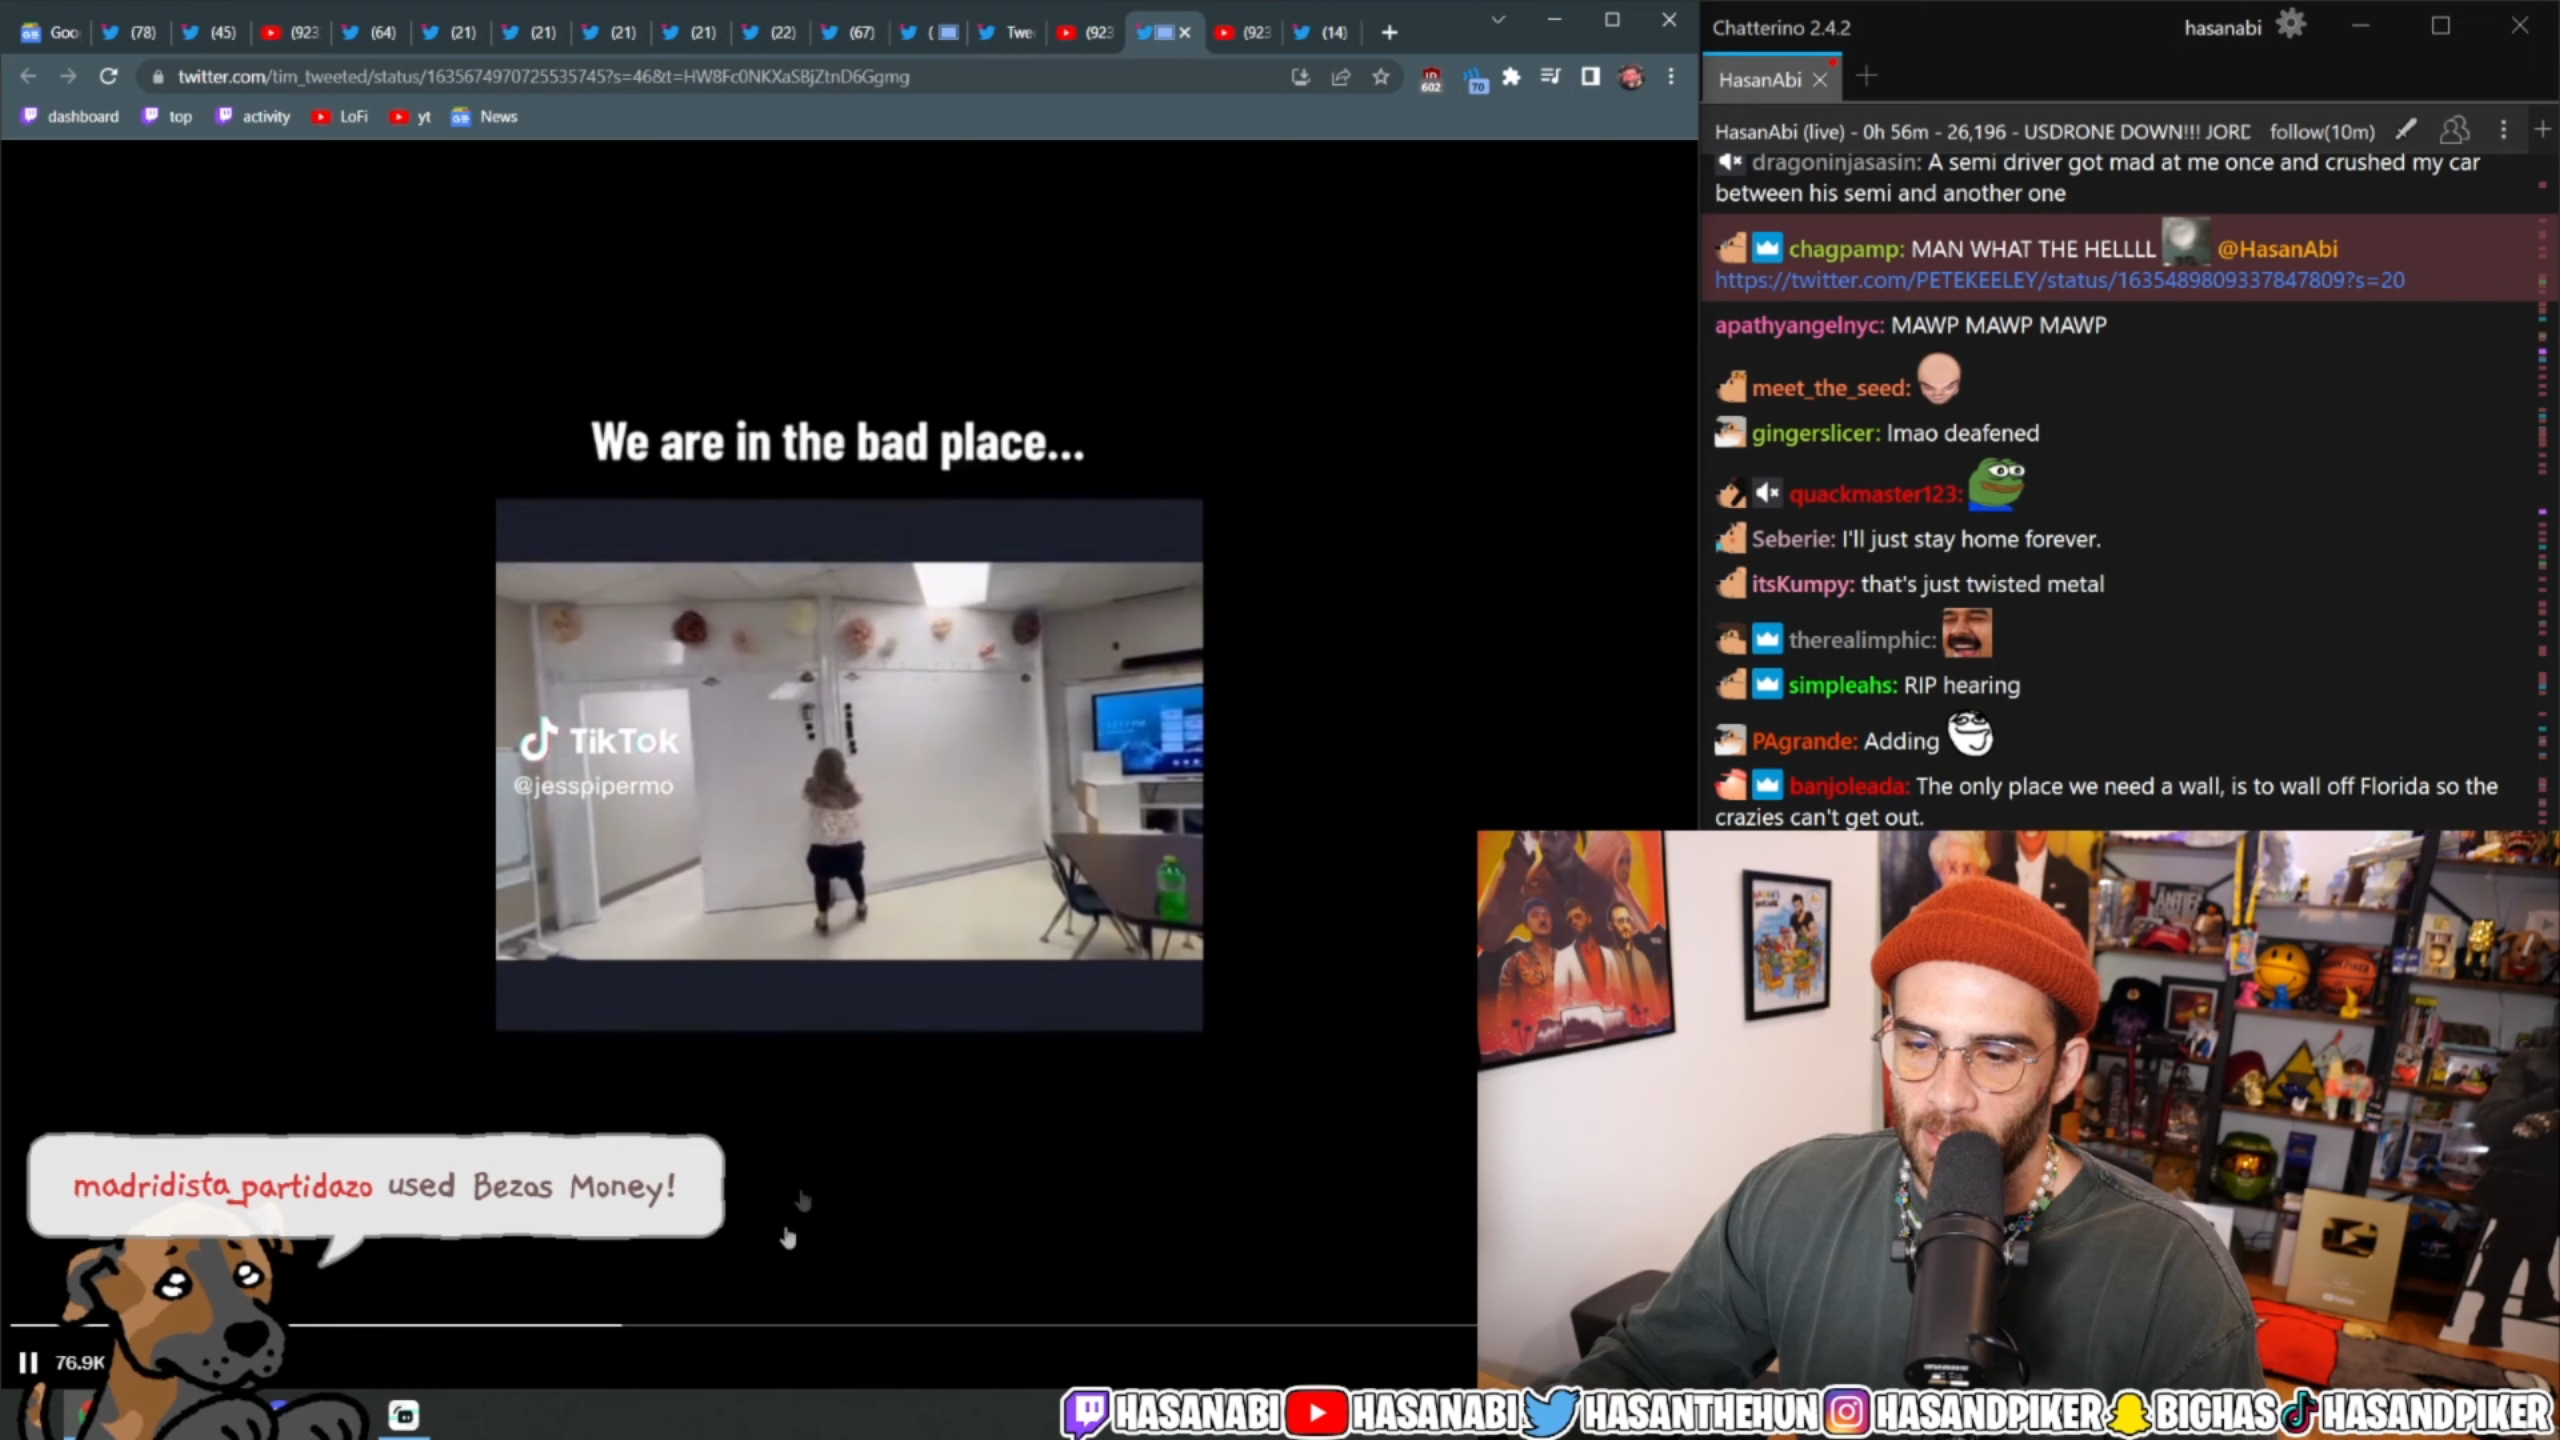 Goo
(78)
(45)
(923
(64)
(21)
(21)
(21)
(21)
(22)
(67)
(
Twe
(923
(923
(14)
twitter.com/tim_tweeted/status/1635674970725535745?s=46&t=HW8Fc0NKXaSBjZtnD6Ggmg
602
70
dashboard
top
activity
LoFi
yt
News
We are in the bad place...
TikTok
@jesspipermo
madridista_partidazo used Bezos Money!
76.9K
Chatterino 2.4.2
hasanabi
HasanAbi
HasanAbi (live) - 0h 56m - 26,196 - USDRONE DOWN!!! JORD
follow(10m)
dragoninjasasin: A semi driver got mad at me once and crushed my car
between his semi and another one
chagpamp: MAN WHAT THE HELLLL @HasanAbi
https://twitter.com/PETEKEELEY/status/1635489809337847809?s=20
apathyangelnyc: MAWP MAWP MAWP
meet_the_seed:
gingerslicer: lmao deafened
quackmaster123:
Seberie: I'll just stay home forever.
itsKumpy: that's just twisted metal
therealimphic:
simpleahs: RIP hearing
PAgrande: Adding
banjoleada: The only place we need a wall, is to wall off Florida so the
crazies can't get out.
HASANABI HASANABI HASANTHEHUN HASANDPIKER BIGHAS HASANDPIKER